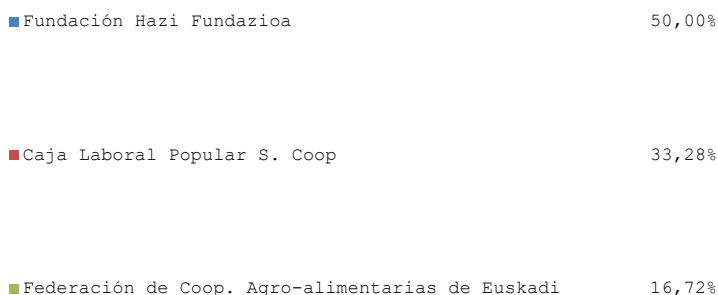 Fundación Hazi Fundazioa 50,00%
Caja Laboral Popular S. Coop 33,28%
Federación de Coop. Agro-alimentarias de Euskadi 16,72%